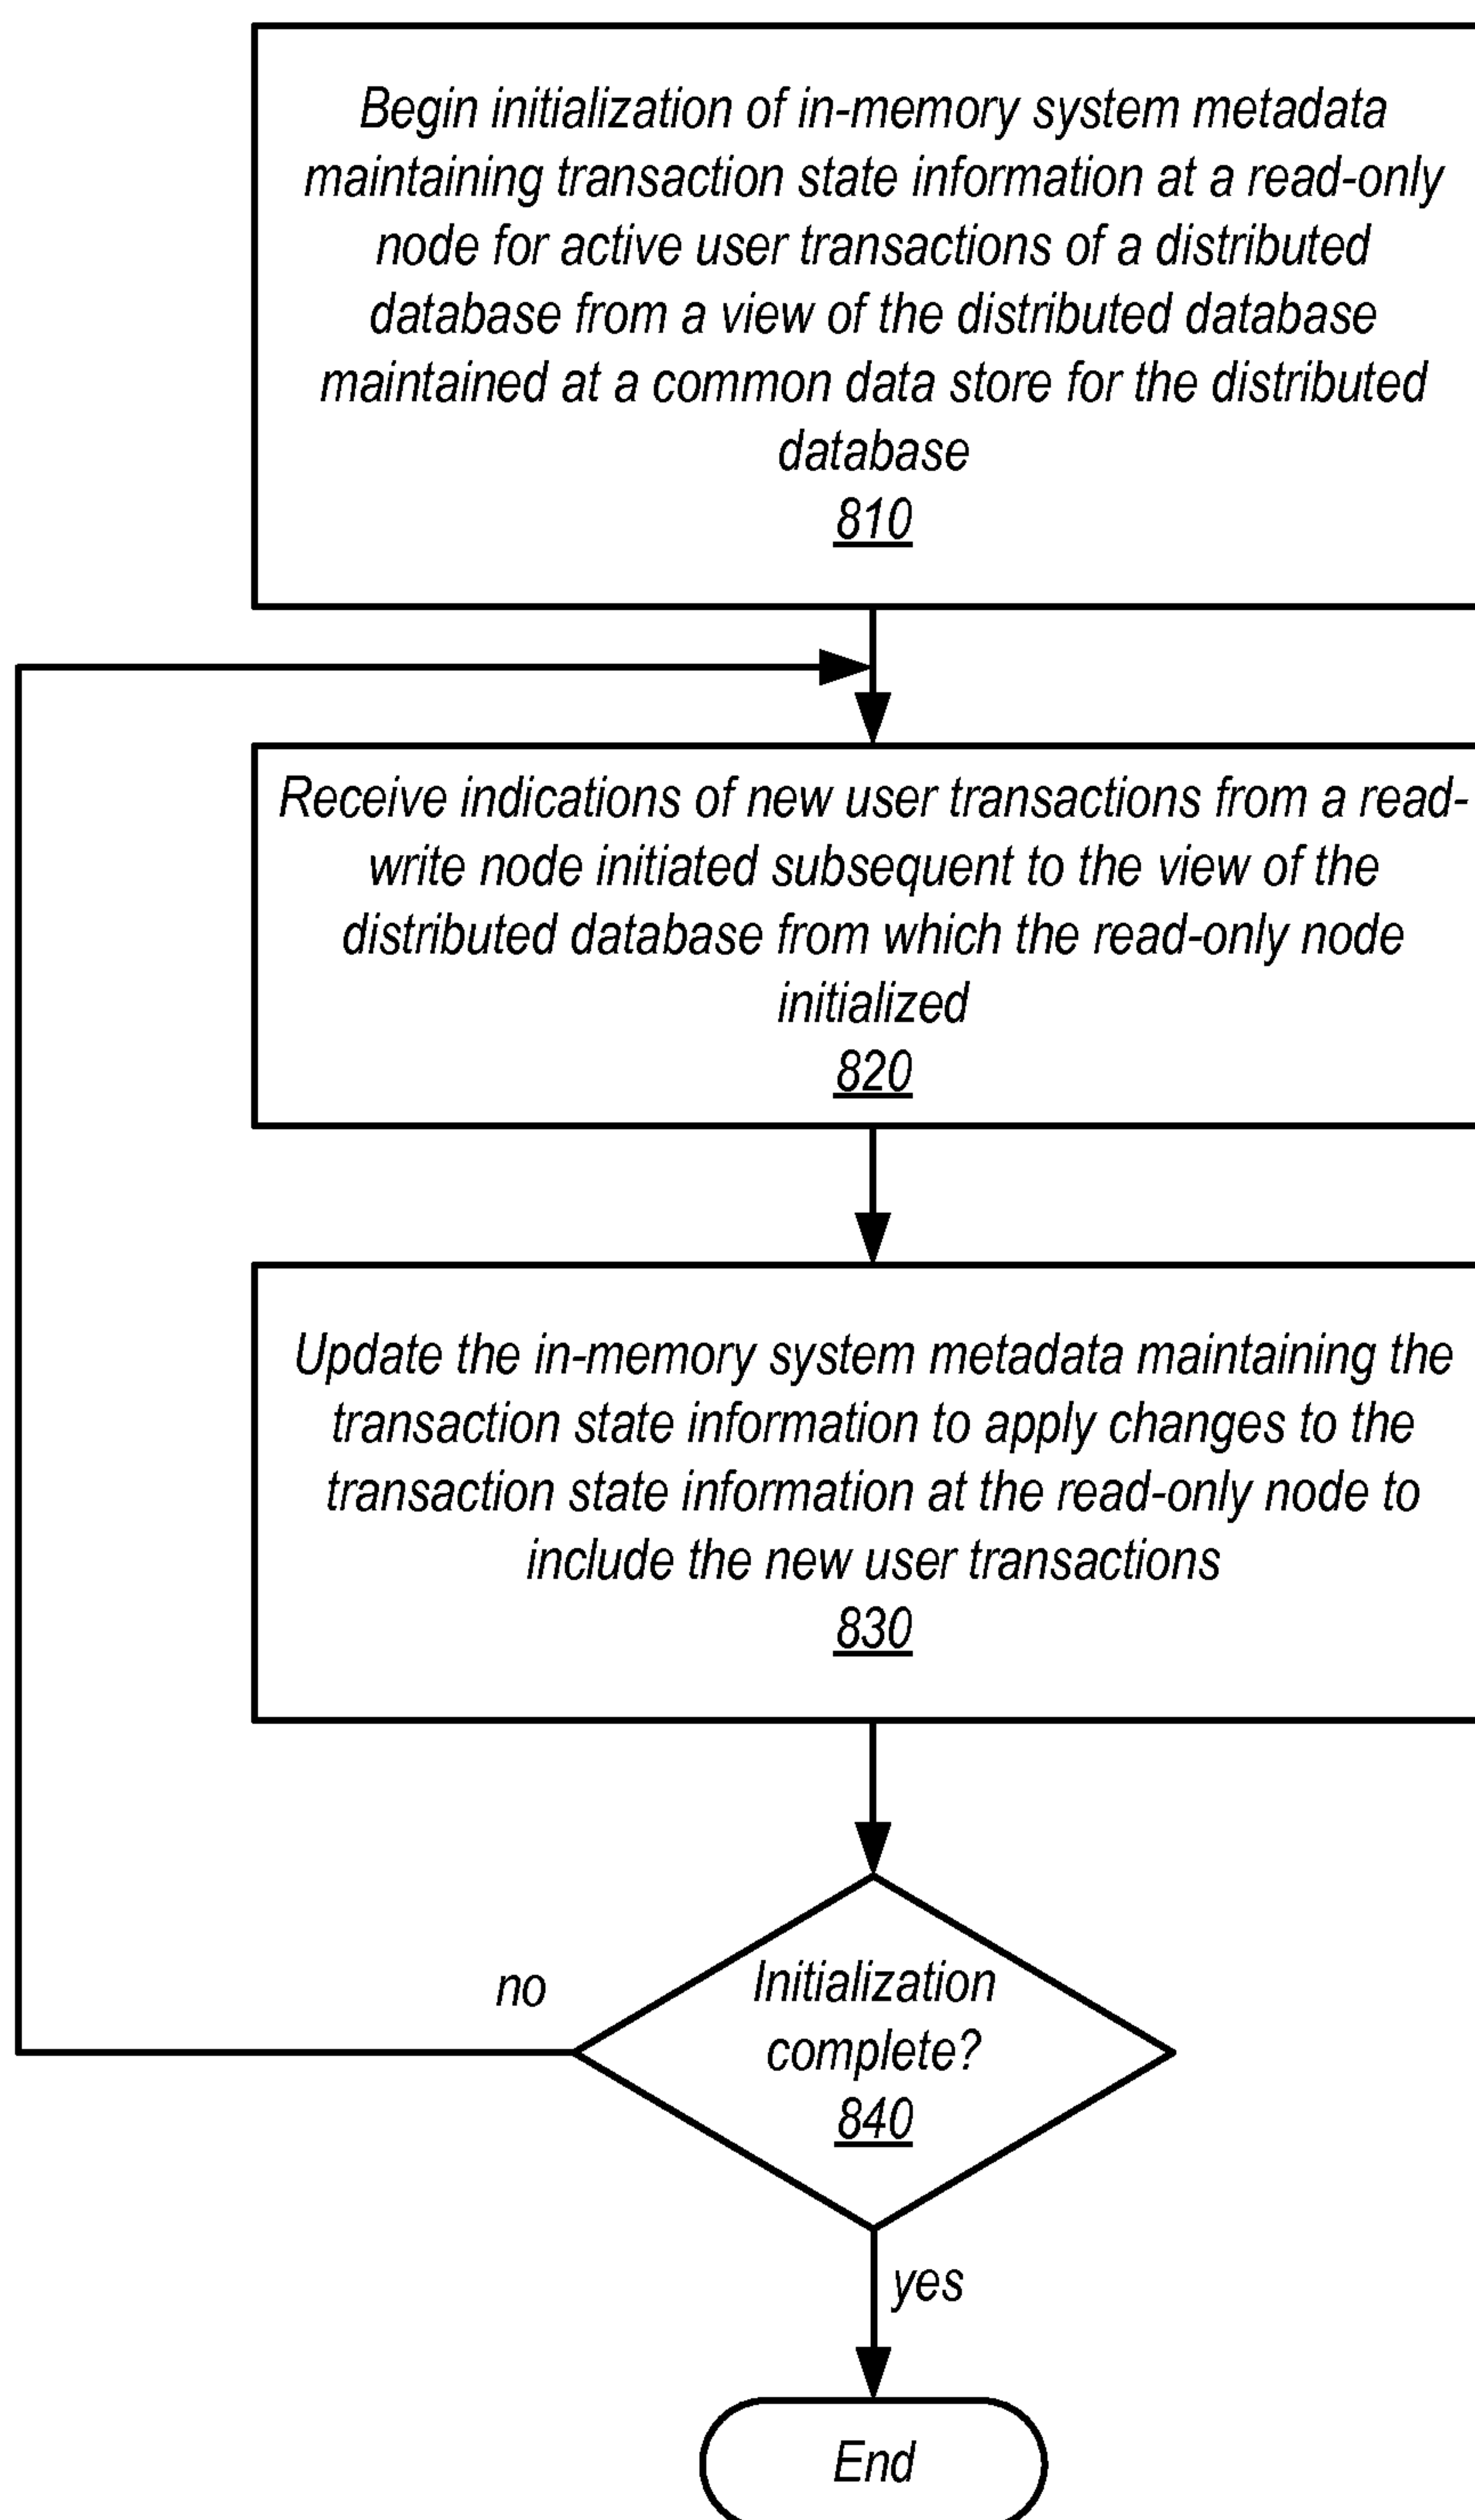 Begin initialization of in-memory system metadata
maintaining transaction state information at a read-only
node for active user transactions of a distributed
database from a view of the distributed database
maintained at a common data store for the distributed
database
810
Receive indications of new user transactions from a read-
write node initiated subsequent to the view of the
distributed database from which the read-only node
initialized
820
Update the in-memory system metadata maintaining the
transaction state information to apply changes to the
transaction state information at the read-only node to
include the new user transactions
830
no
Initialization
complete?
840
yes
End